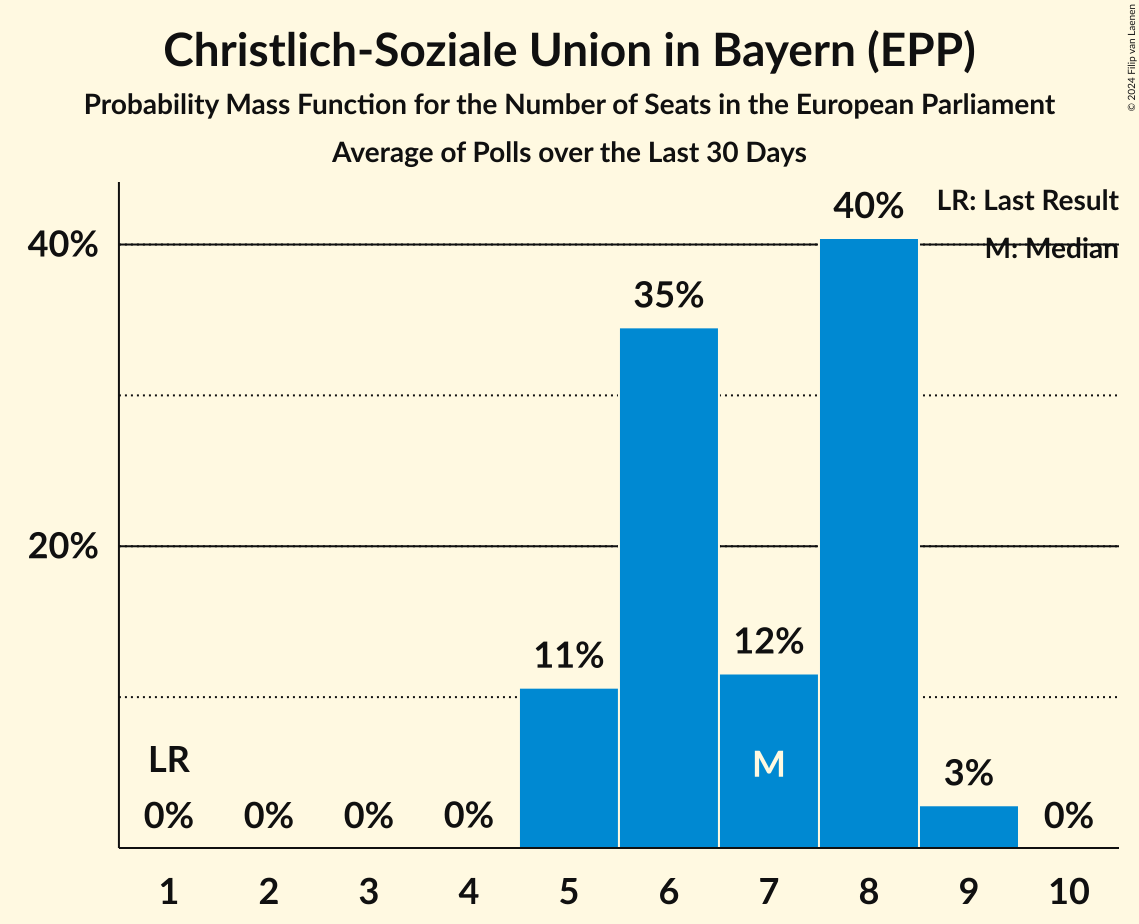 Christlich-Soziale Union in Bayern (EPP)
Probability Mass Function for the Number of Seats in the European Parliament
Average of Polls over the Last 30 Days
© 2024 Filip van Laenen
LR: Last Result
M: Median
40%
20%
LR
0%
0%
0%
0%
11%
35%
12%
M
40%
3%
0%
1 2 3 4 5 6 7 8 9 10